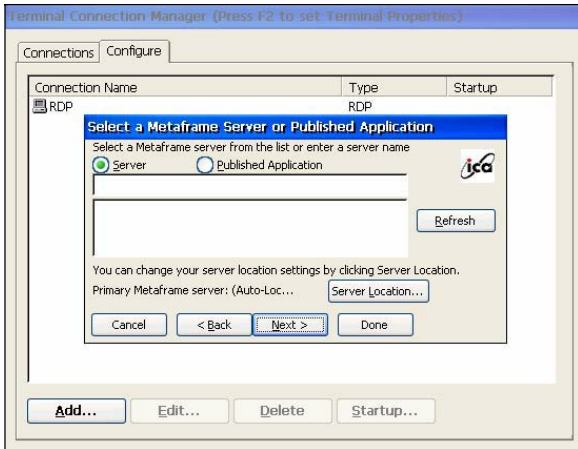 Terminal Connection Manager (Press F2 to set Terminal Properties)
Connections Configure
Connection Name Type Startup
RDP RDP
Select a Metaframe Server or Published Application
Select a Metaframe server from the list or enter a server name
Server Published Application
ica
Refresh
You can change your server location settings by clicking Server Location.
Primary Metaframe server: (Auto-Loc... Server Location...
Cancel < Back Next > Done
Add... Edit... Delete Startup...